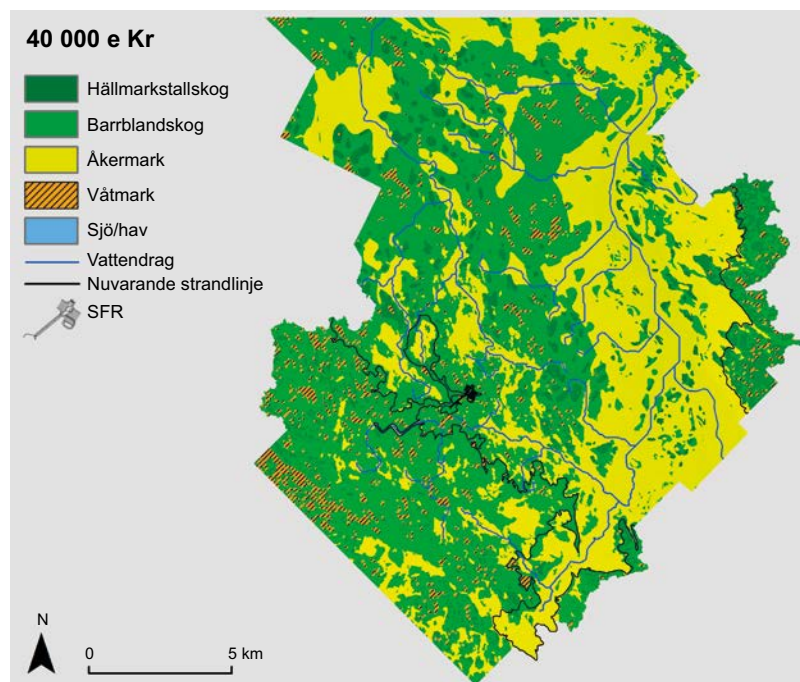 40 000 e Kr
Hällmarkstallskog
Barrblandskog
Åkermark
Våtmark
Sjö/hav
Vattendrag
Nuvarande strandlinje
SFR
N
0 5 km